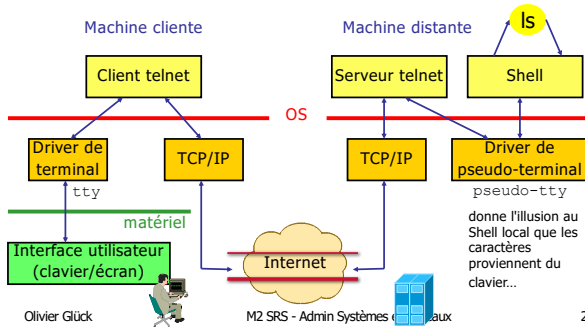 Machine cliente
Machine distante
ls
Client telnet
Serveur telnet
Shell
OS
Driver de
terminal
TCP/IP
TCP/IP
Driver de
pseudo-terminal
tty
pseudo-tty
matériel
donne l'illusion au
Shell local que les
caractères
proviennent du
clavier...
Interface utilisateur
(clavier/écran)
Internet
Olivier Glück
M2 SRS - Admin Systèmes
2